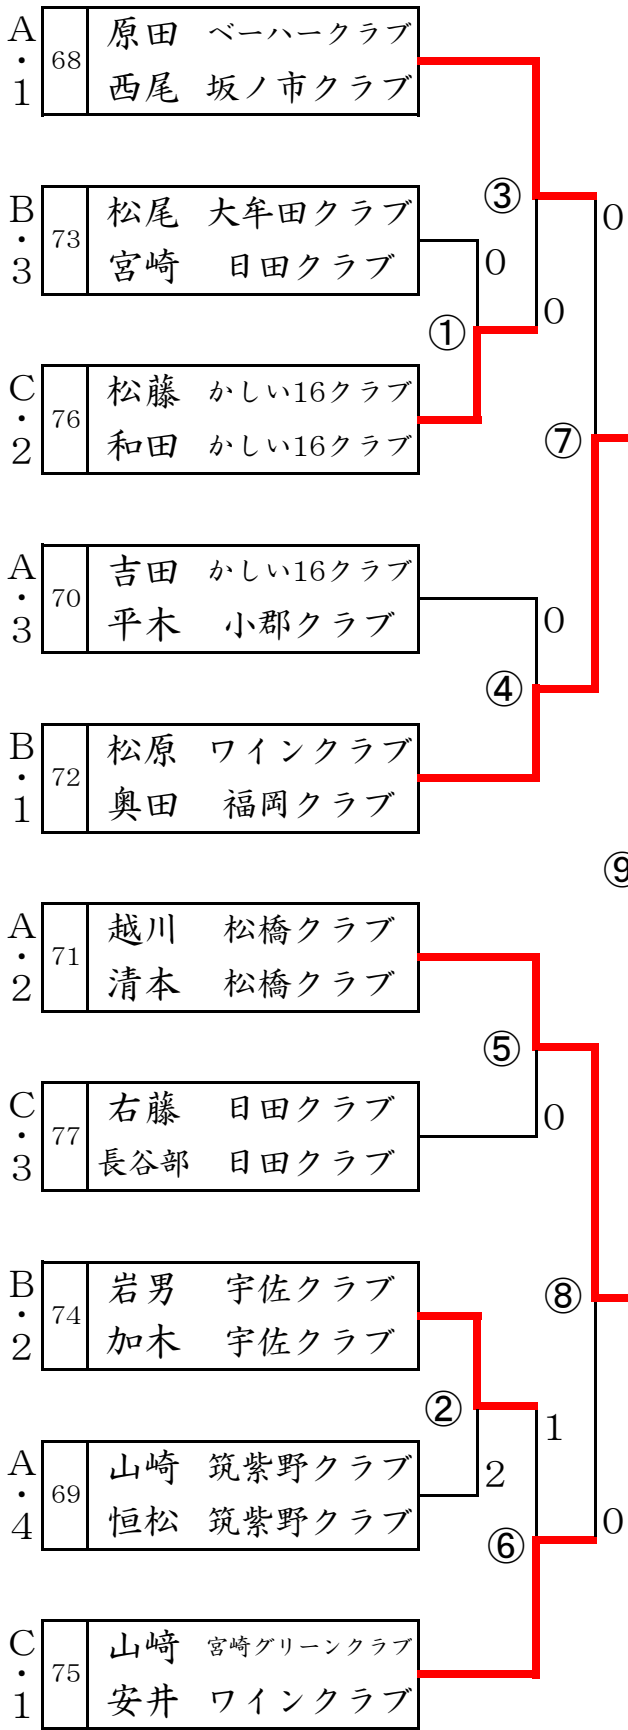 A・1 68 原田 ベーハークラブ
西尾 坂ノ市クラブ
③ 0
B・3 73 松尾 大牟田クラブ
宮崎 日田クラブ
0
① 0
C・2 76 松藤 かしい16クラブ
和田 かしい16クラブ
⑦
A・3 70 吉田 かしい16クラブ
平木 小郡クラブ
0
④
B・1 72 松原 ワインクラブ
奥田 福岡クラブ
⑨
A・2 71 越川 松橋クラブ
清本 松橋クラブ
⑤
0
C・3 77 右藤 日田クラブ
長谷部 日田クラブ
⑧
B・2 74 岩男 宇佐クラブ
加木 宇佐クラブ
② 1
2
A・4 69 山崎 筑紫野クラブ
恒松 筑紫野クラブ
⑥ 0
C・1 75 山﨑 宮崎グリーンクラブ
安井 ワインクラブ